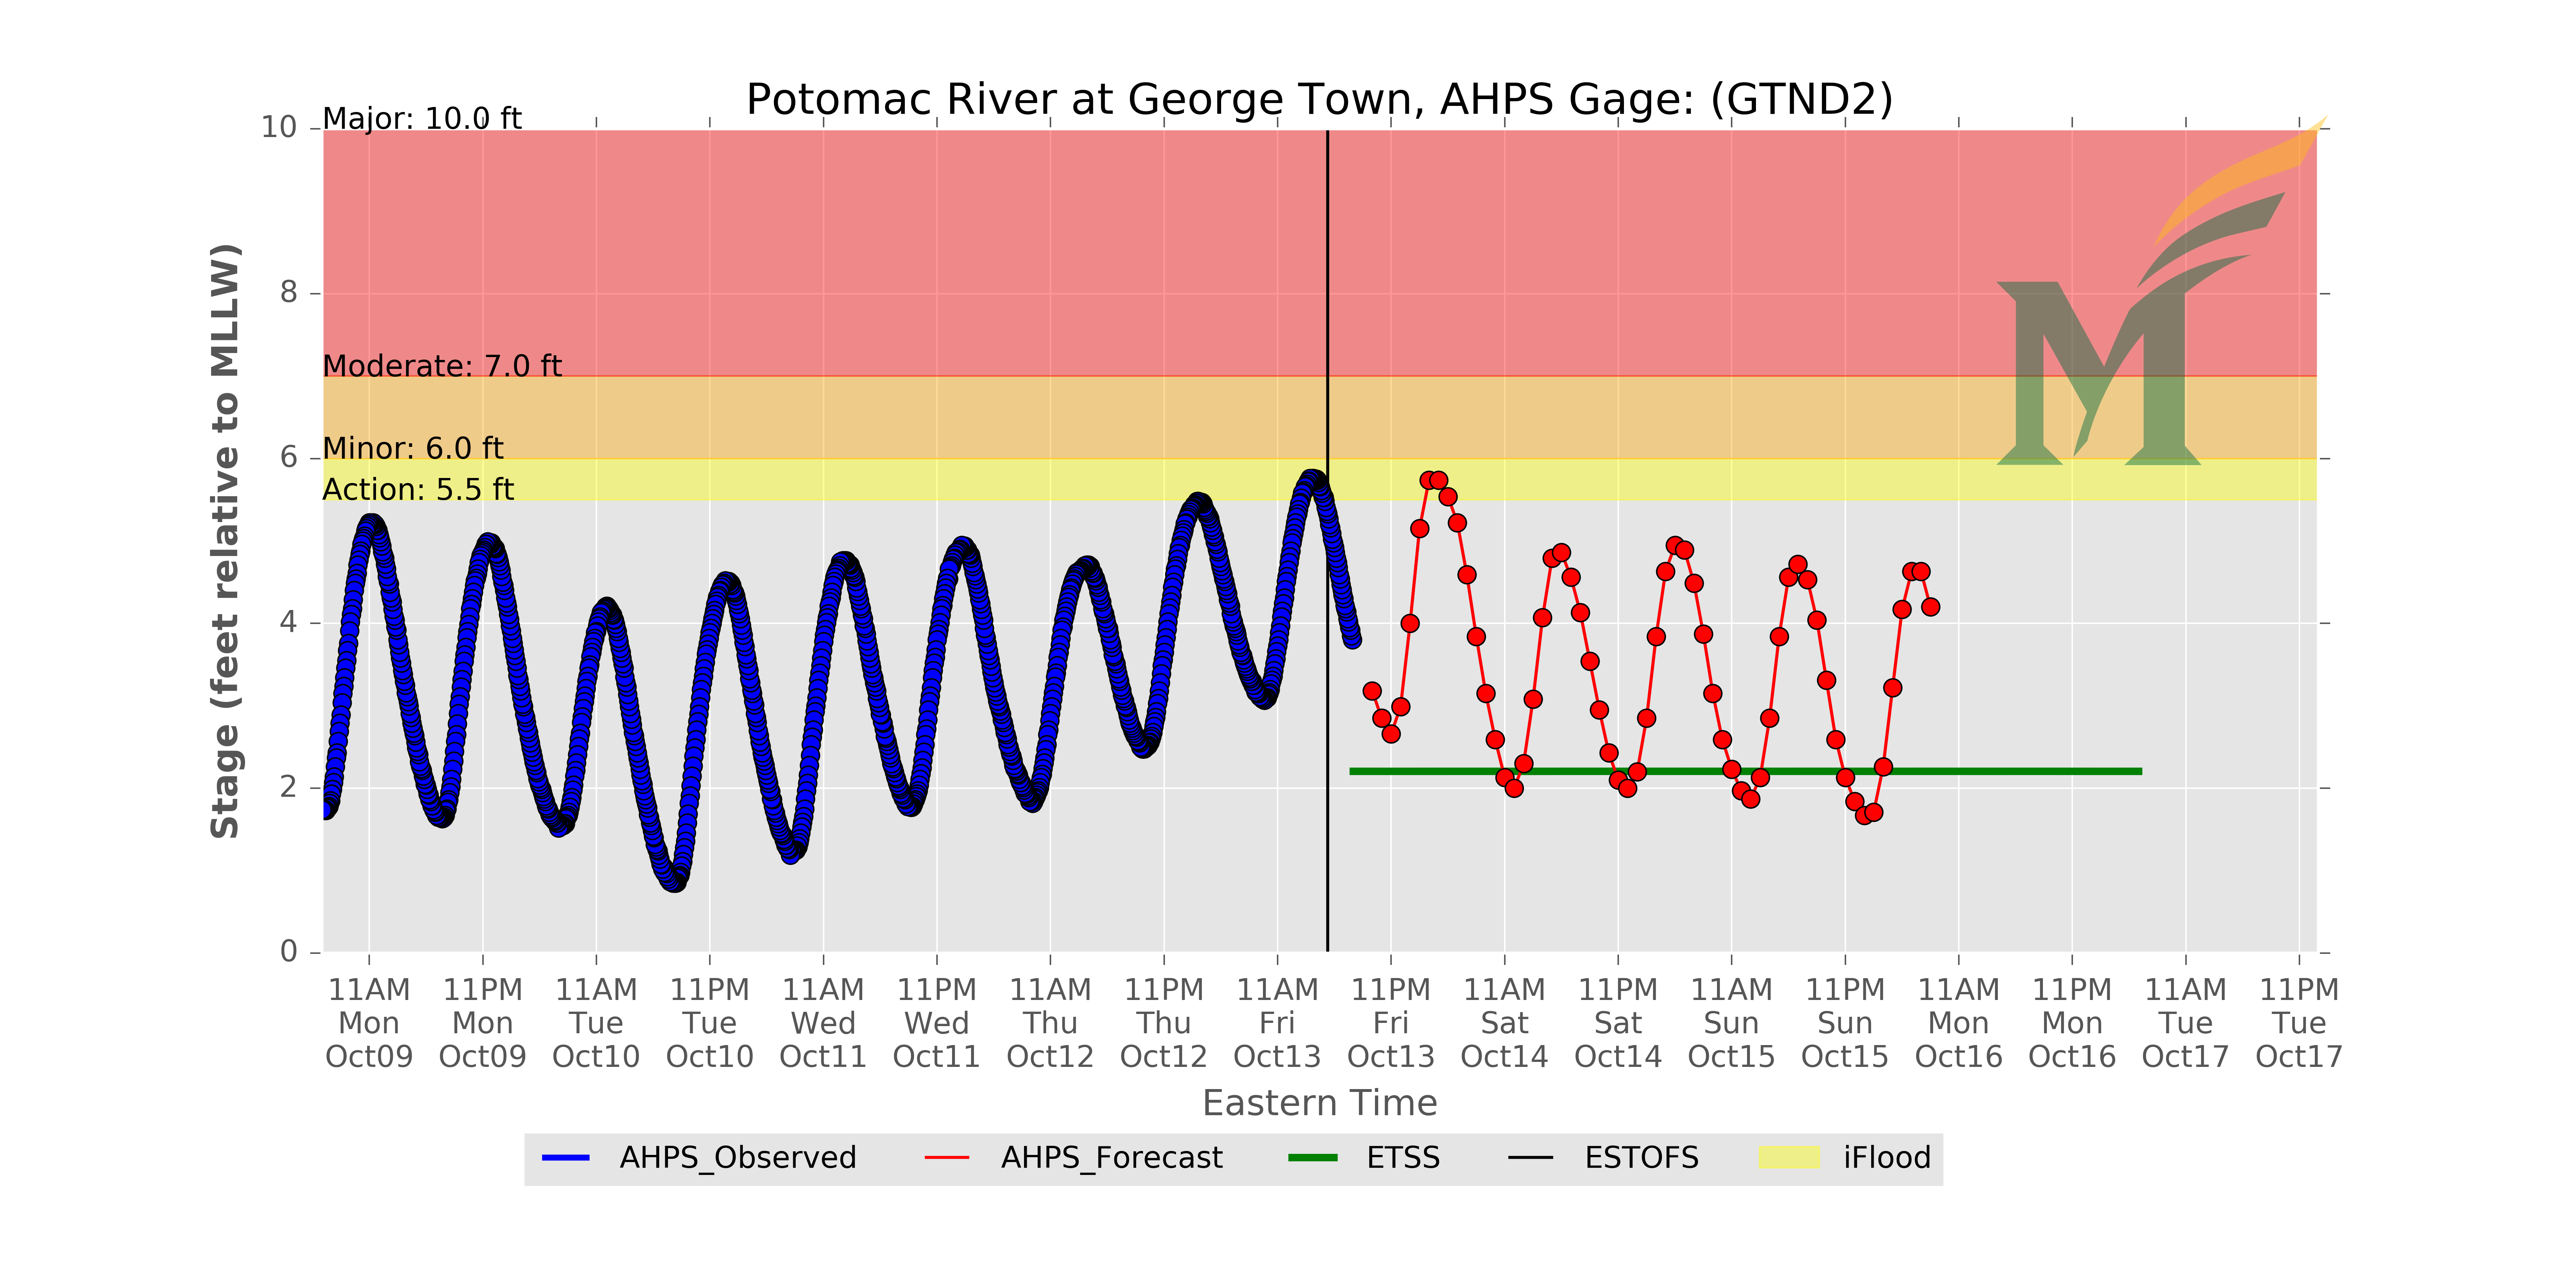 Potomac River at George Town, AHPS Gage: (GTND2)
Major: 10.0 ft
Moderate: 7.0 ft
Minor: 6.0 ft
Action: 5.5 ft
Stage (feet relative to MLLW)
10
8
6
4
2
0
11AM 11PM 11AM 11PM 11AM 11PM 11AM 11PM 11AM 11PM 11AM 11PM 11AM 11PM 11AM 11PM 11AM 11PM
Mon Mon Tue Tue Wed Wed Thu Thu Fri Fri Sat Sat Sun Sun Mon Mon Tue Tue
Oct09 Oct09 Oct10 Oct10 Oct11 Oct11 Oct12 Oct12 Oct13 Oct13 Oct14 Oct14 Oct15 Oct15 Oct16 Oct16 Oct17 Oct17
Eastern Time
AHPS_Observed AHPS_Forecast ETSS ESTOFS iFlood